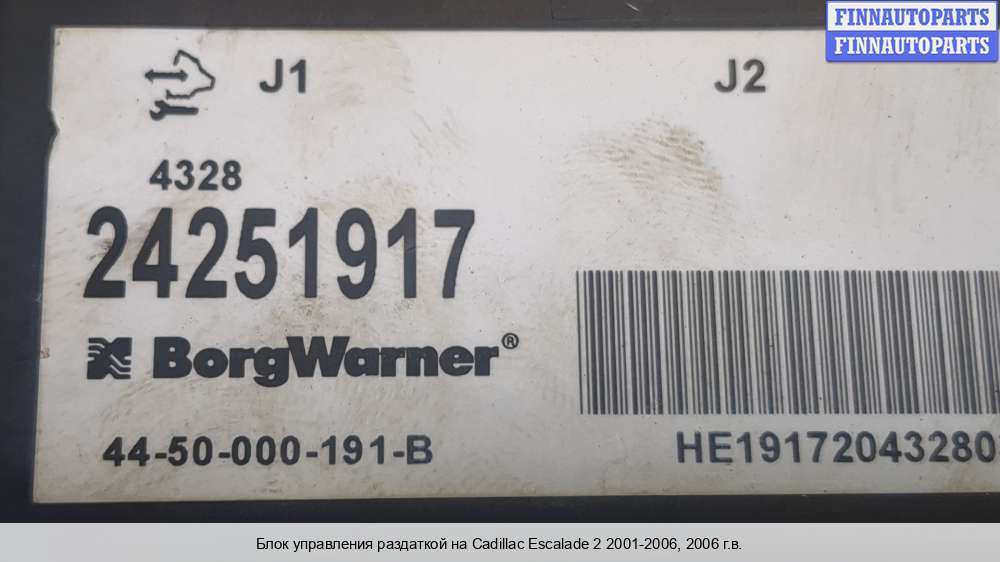 FINNAUTOPARTS
FINNAUTOPARTS
J1
J2
4328
24251917
BorgWarner®
44-50-000-191-B
HE19172043280
Блок управления раздаткой на Cadillac Escalade 2 2001-2006, 2006 г.в.